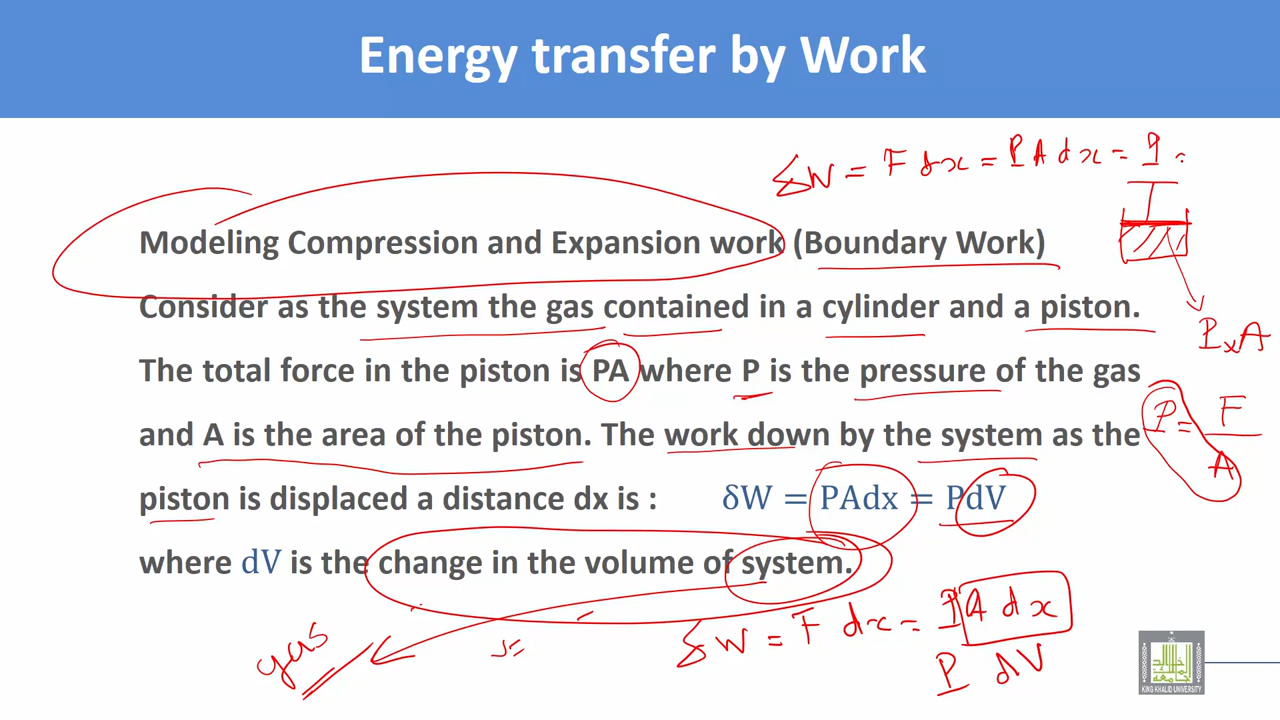 Energy transfer by Work
δW = F dx = PA dx = P
Modeling Compression and Expansion work (Boundary Work)
Consider as the system the gas contained in a cylinder and a piston.
P x A
The total force in the piston is PA where P is the pressure of the gas
P = F / A
and A is the area of the piston. The work down by the system as the
piston is displaced a distance dx is : δW = PAdx = PdV
where dV is the change in the volume of system.
δW = F dx = P A dx
P dV
gas
KING KHALID UNIVERSITY